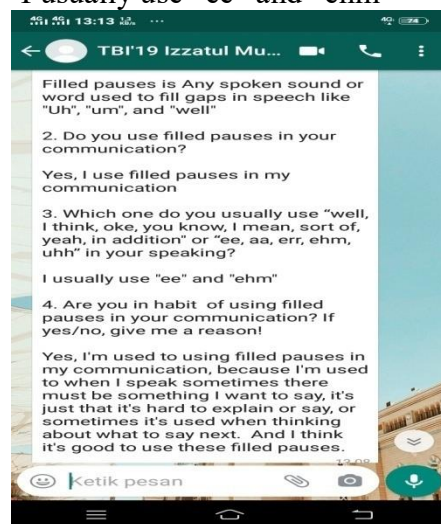 I usually use "ee" and "ehm"
4G 4G 13:13
4G 74
TBI'19 Izzatul Mu...
Filled pauses is Any spoken sound or
word used to fill gaps in speech like
"Uh", "um", and "well"
2. Do you use filled pauses in your
communication?
Yes, I use filled pauses in my
communication
3. Which one do you usually use “well,
I think, oke, you know, I mean, sort of,
yeah, in addition” or “ee, aa, err, ehm,
uhh” in your speaking?
I usually use "ee" and "ehm"
4. Are you in habit of using filled
pauses in your communication? If
yes/no, give me a reason!
Yes, I'm used to using filled pauses in
my communication, because I'm used
to when I speak sometimes there
must be something I want to say, it's
just that it's hard to explain or say, or
sometimes it's used when thinking
about what to say next. And I think
it's good to use these filled pauses.
Ketik pesan